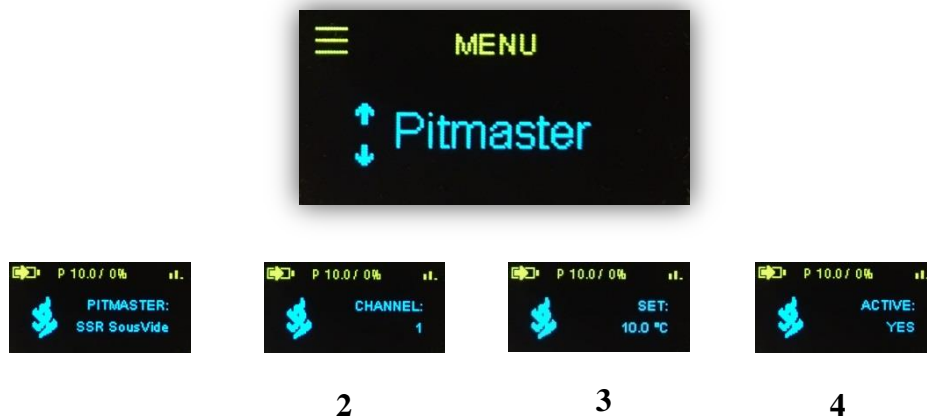 MENU
Pitmaster
P 10.0 / 0%
PITMASTER:
SSR SousVide
P 10.0 / 0%
CHANNEL:
1
P 10.0 / 0%
SET:
10.0 °C
P 10.0 / 0%
ACTIVE:
YES
2
3
4